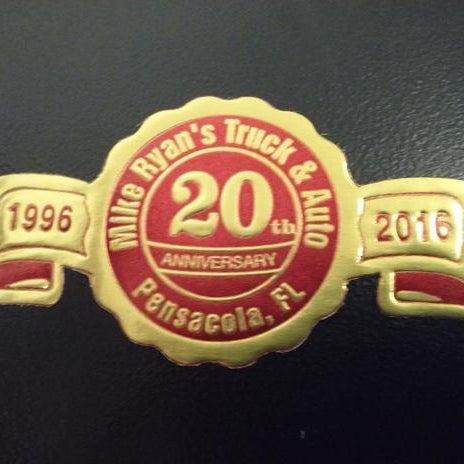 Mike Ryan's Truck & Auto
1996
20th
2016
ANNIVERSARY
Pensacola, FL